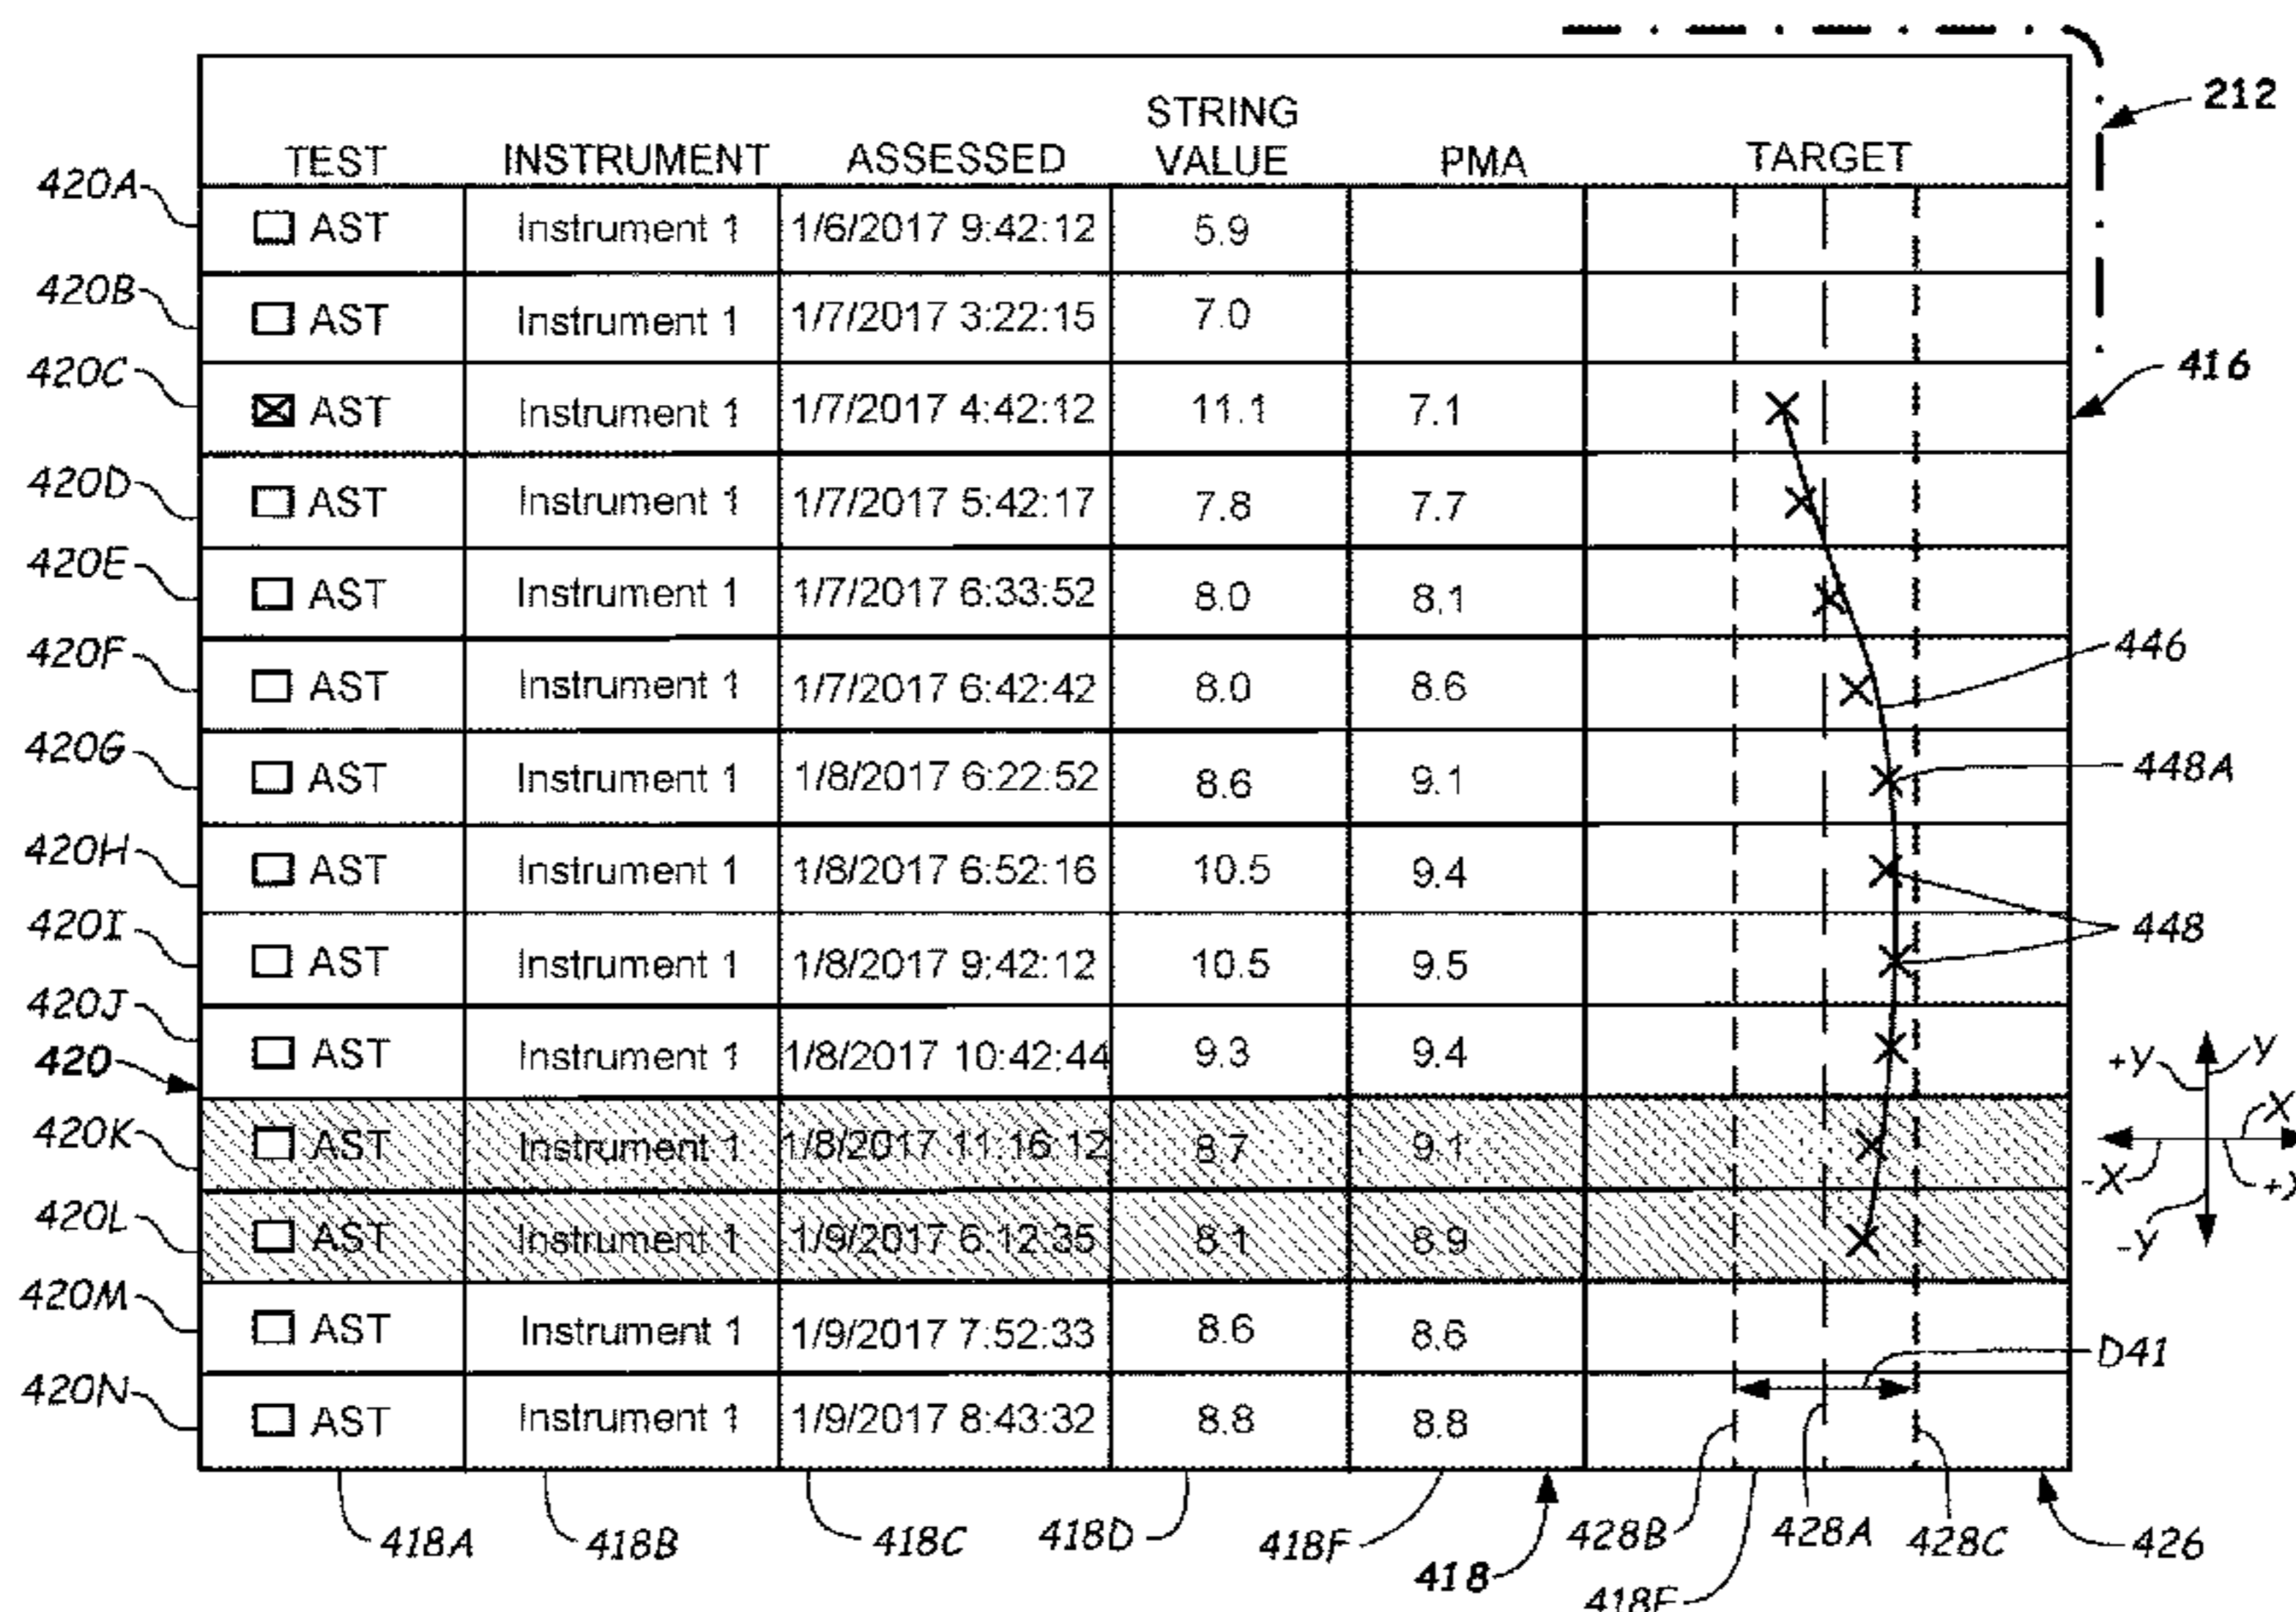 212
STRING
TEST INSTRUMENT ASSESSED VALUE PMA TARGET
420A AST Instrument 1 1/6/2017 9:42:12 5.9
420B AST Instrument 1 1/7/2017 3:22:15 7.0
416
420C AST Instrument 1 1/7/2017 4:42:12 11.1 7.1
420D AST Instrument 1 1/7/2017 5:42:17 7.8 7.7
420E AST Instrument 1 1/7/2017 6:33:52 8.0 8.1
446
420F AST Instrument 1 1/7/2017 6:42:42 8.0 8.6
420G AST Instrument 1 1/8/2017 6:22:52 8.6 9.1 448A
420H AST Instrument 1 1/8/2017 6:52:16 10.5 9.4
448
420I AST Instrument 1 1/8/2017 9:42:12 10.5 9.5
420J AST Instrument 1 1/8/2017 10:42:44 9.3 9.4
420
+Y Y
X
420K AST Instrument 1 1/8/2017 11:16:12 8.7 9.1
-X +X
420L AST Instrument 1 1/9/2017 6:12:35 8.1 8.9
-Y
420M AST Instrument 1 1/9/2017 7:52:33 8.6 8.6
D41
420N AST Instrument 1 1/9/2017 8:43:32 8.8 8.8
418A 418B 418C 418D 418F 418 428B 428A 428C 426
418E